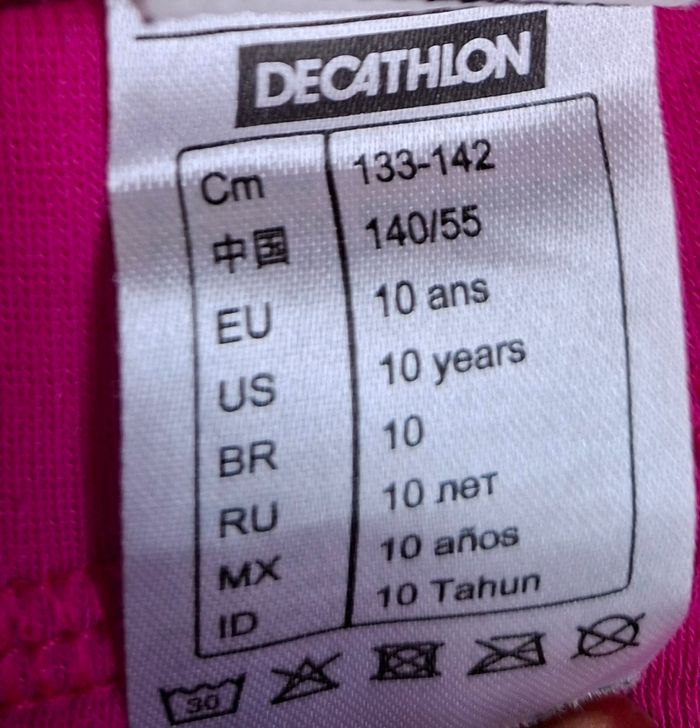 DECATHLON
Cm 133-142
中国 140/55
EU 10 ans
US 10 years
BR 10
RU 10 лет
MX 10 años
ID 10 Tahun
30